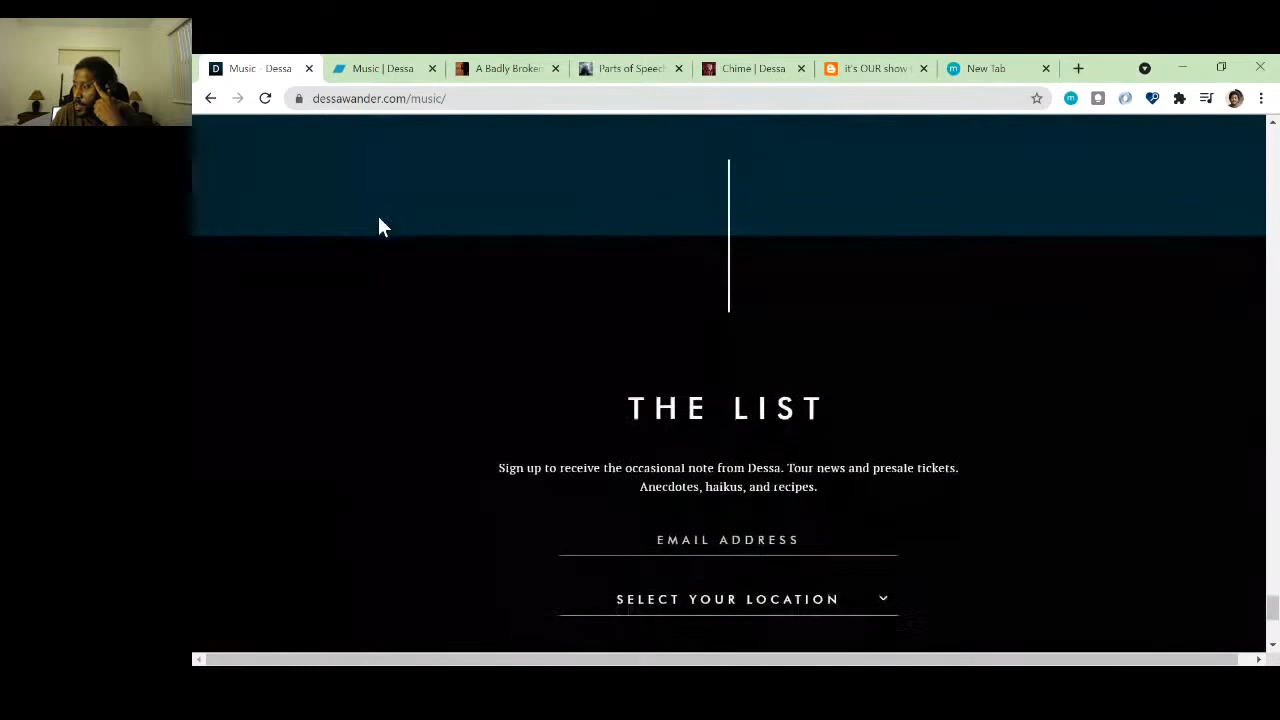 Music - Dessa
Music | Dessa
A Badly Broken
Parts of Speech
Chime | Dessa
it's OUR show
New Tab
dessawander.com/music/
THE LIST
Sign up to receive the occasional note from Dessa. Tour news and presale tickets.
Anecdotes, haikus, and recipes.
EMAIL ADDRESS
SELECT YOUR LOCATION